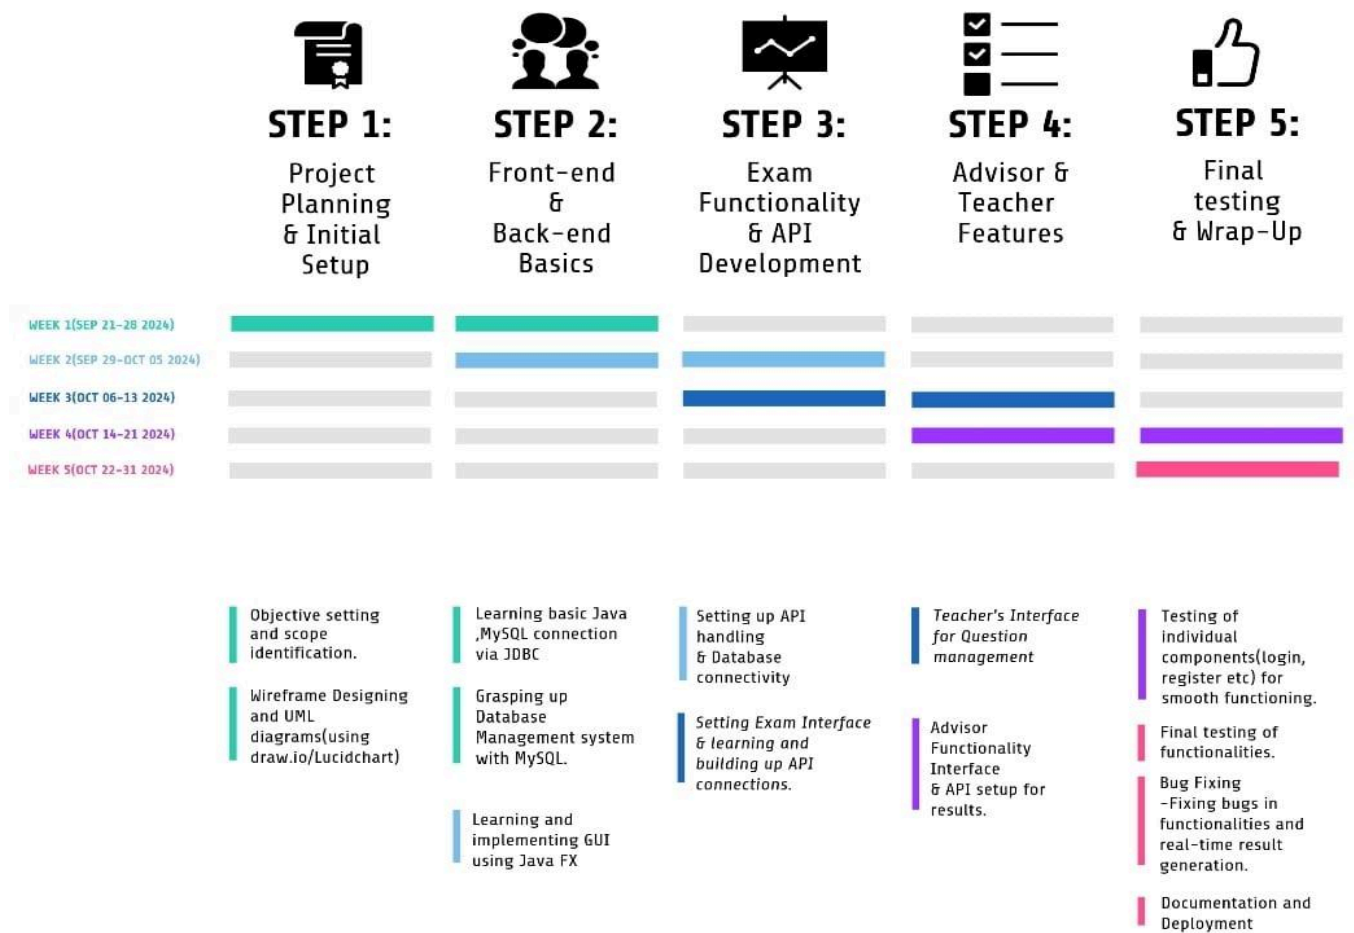 STEP 1:
Project
Planning
& Initial
Setup
STEP 2:
Front-end
&
Back-end
Basics
STEP 3:
Exam
Functionality
& API
Development
STEP 4:
Advisor &
Teacher
Features
STEP 5:
Final
testing
& Wrap-Up
WEEK 1(SEP 21-28 2024)
WEEK 2(SEP 29-OCT 05 2024)
WEEK 3(OCT 06-13 2024)
WEEK 4(OCT 14-21 2024)
WEEK 5(OCT 22-31 2024)
Objective setting
and scope
identification.
Wireframe Designing
and UML
diagrams(using
draw.io/Lucidchart)
Learning basic Java
,MySQL connection
via JDBC
Grasping up
Database
Management system
with MySQL.
Learning and
implementing GUI
using Java FX
Setting up API
handling
& Database
connectivity
Setting Exam Interface
& learning and
building up API
connections.
Teacher's Interface
for Question
management
Advisor
Functionality
Interface
& API setup for
results.
Testing of
individual
components(login,
register etc) for
smooth functioning.
Final testing of
functionalities.
Bug Fixing
-Fixing bugs in
functionalities and
real-time result
generation.
Documentation and
Deployment